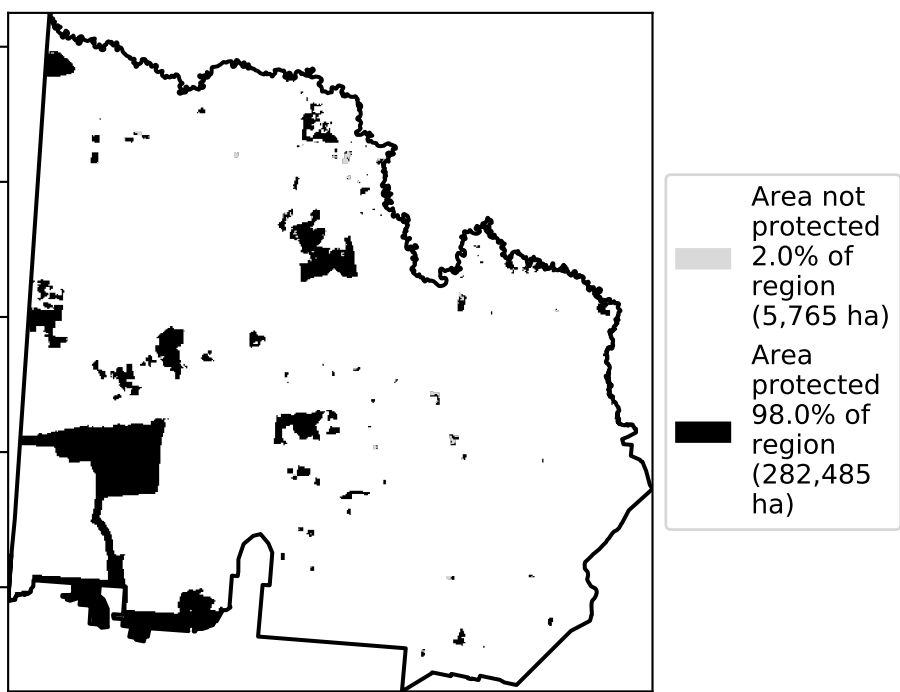 Area not
protected
2.0% of
region
(5,765 ha)
Area
protected
98.0% of
region
(282,485
ha)